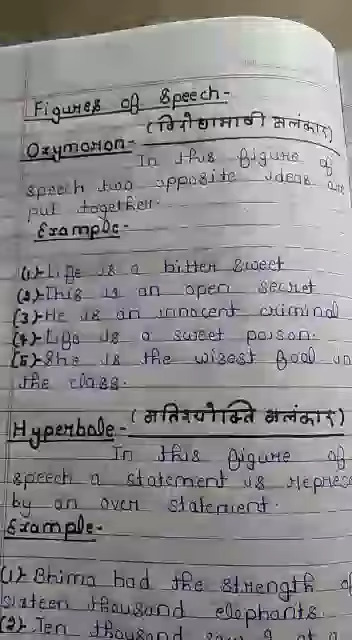 Figures of Speech-
Oxymoron- (विरोधाभावी अलंकार)
In this figure of
speech two opposite ideas are
put together.
Example-
(1) Life is a bitter sweet
(2) This is an open secret
(3) He is an innocent criminal
(4) Life is a sweet poison.
(5) She is the wisest fool in
the class.
Hyperbole- (अतिश्योक्ति अलंकार)
In this figure of
speech a statement is repres
by an over statement.
Example-
(1) Bhima had the strength of
sixteen thousand elephants.
(2) Ten thousand saw I at a